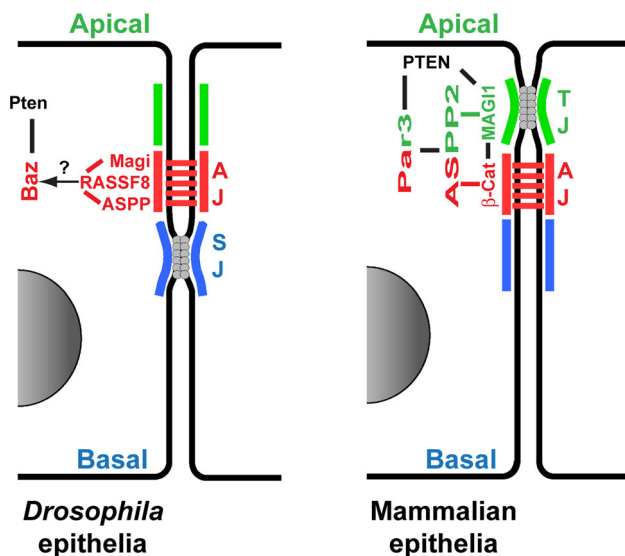 Apical
Pten
Baz
?
Magi
RASSF8
ASPP
A
J
S
J
Basal
Drosophila
epithelia
Apical
PTEN
Par3
ASPP2
MAGI1
β-Cat
T
J
A
J
Basal
Mammalian
epithelia